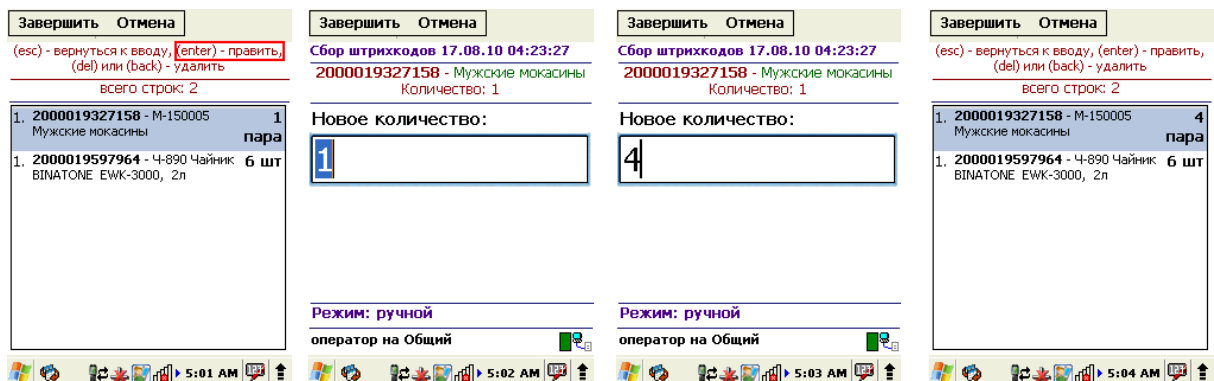 Завершить Отмена
(esc) - вернуться к вводу, (enter) - править,
(del) или (back) - удалить
всего строк: 2
1. 2000019327158 - М-150005 1
Мужские мокасины пара
1. 2000019597964 - Ч-890 Чайник 6 шт
BINATONE EWK-3000, 2л
5:01 AM
Завершить Отмена
Сбор штрихкодов 17.08.10 04:23:27
2000019327158 - Мужские мокасины
Количество: 1
Новое количество:
1
Режим: ручной
оператор на Общий
5:02 AM
Завершить Отмена
Сбор штрихкодов 17.08.10 04:23:27
2000019327158 - Мужские мокасины
Количество: 1
Новое количество:
4
Режим: ручной
оператор на Общий
5:03 AM
Завершить Отмена
(esc) - вернуться к вводу, (enter) - править,
(del) или (back) - удалить
всего строк: 2
1. 2000019327158 - М-150005 4
Мужские мокасины пара
1. 2000019597964 - Ч-890 Чайник 6 шт
BINATONE EWK-3000, 2л
5:04 AM